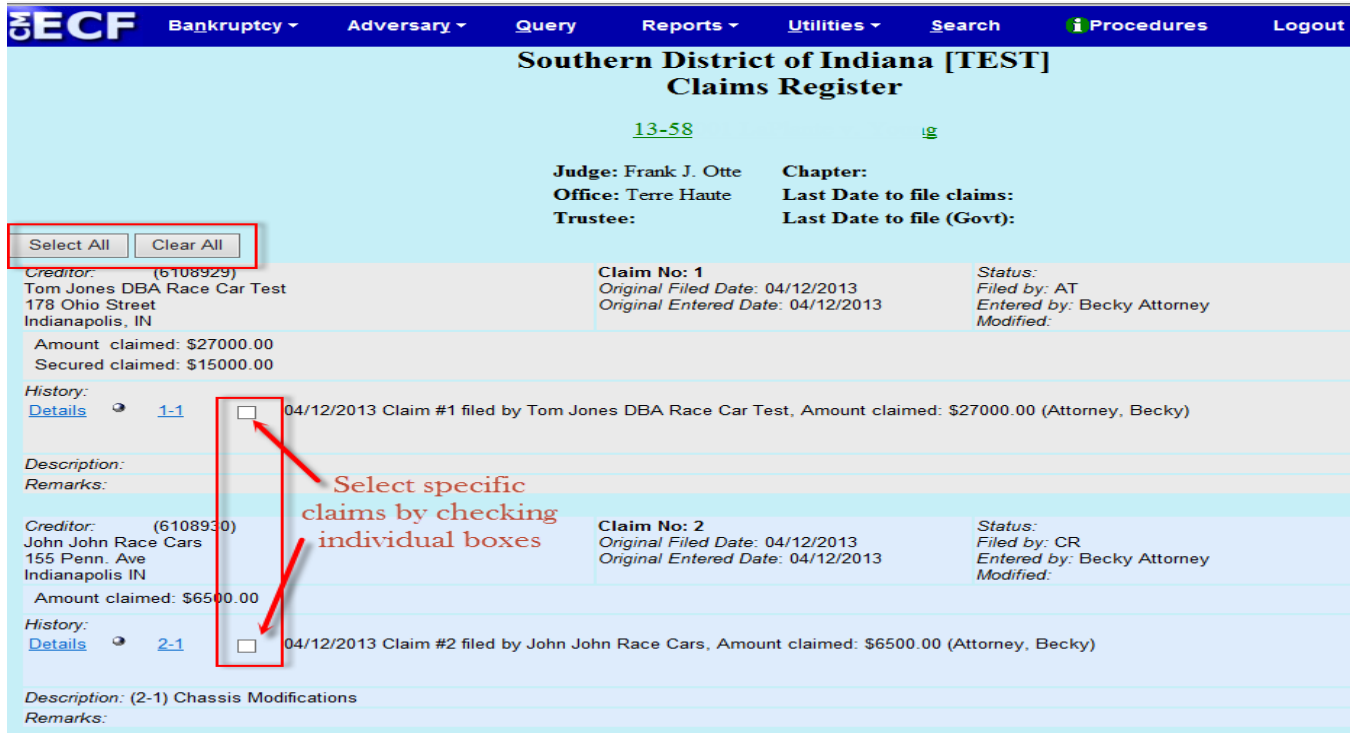 CM ECF Bankruptcy Adversary Query Reports Utilities Search Procedures Logout
Southern District of Indiana [TEST]
Claims Register
13-58
Judge: Frank J. Otte Chapter:
Office: Terre Haute Last Date to file claims:
Trustee: Last Date to file (Govt):
Select All Clear All
Creditor: (6108929) Claim No: 1 Status:
Tom Jones DBA Race Car Test Original Filed Date: 04/12/2013 Filed by: AT
178 Ohio Street Original Entered Date: 04/12/2013 Entered by: Becky Attorney
Indianapolis, IN Modified:
Amount claimed: $27000.00
Secured claimed: $15000.00
History:
Details 1-1 04/12/2013 Claim #1 filed by Tom Jones DBA Race Car Test, Amount claimed: $27000.00 (Attorney, Becky)
Description:
Remarks:
Select specific
claims by checking
individual boxes
Creditor: (6108930) Claim No: 2 Status:
John John Race Cars Original Filed Date: 04/12/2013 Filed by: CR
155 Penn. Ave Original Entered Date: 04/12/2013 Entered by: Becky Attorney
Indianapolis IN Modified:
Amount claimed: $6500.00
History:
Details 2-1 04/12/2013 Claim #2 filed by John John Race Cars, Amount claimed: $6500.00 (Attorney, Becky)
Description: (2-1) Chassis Modifications
Remarks: